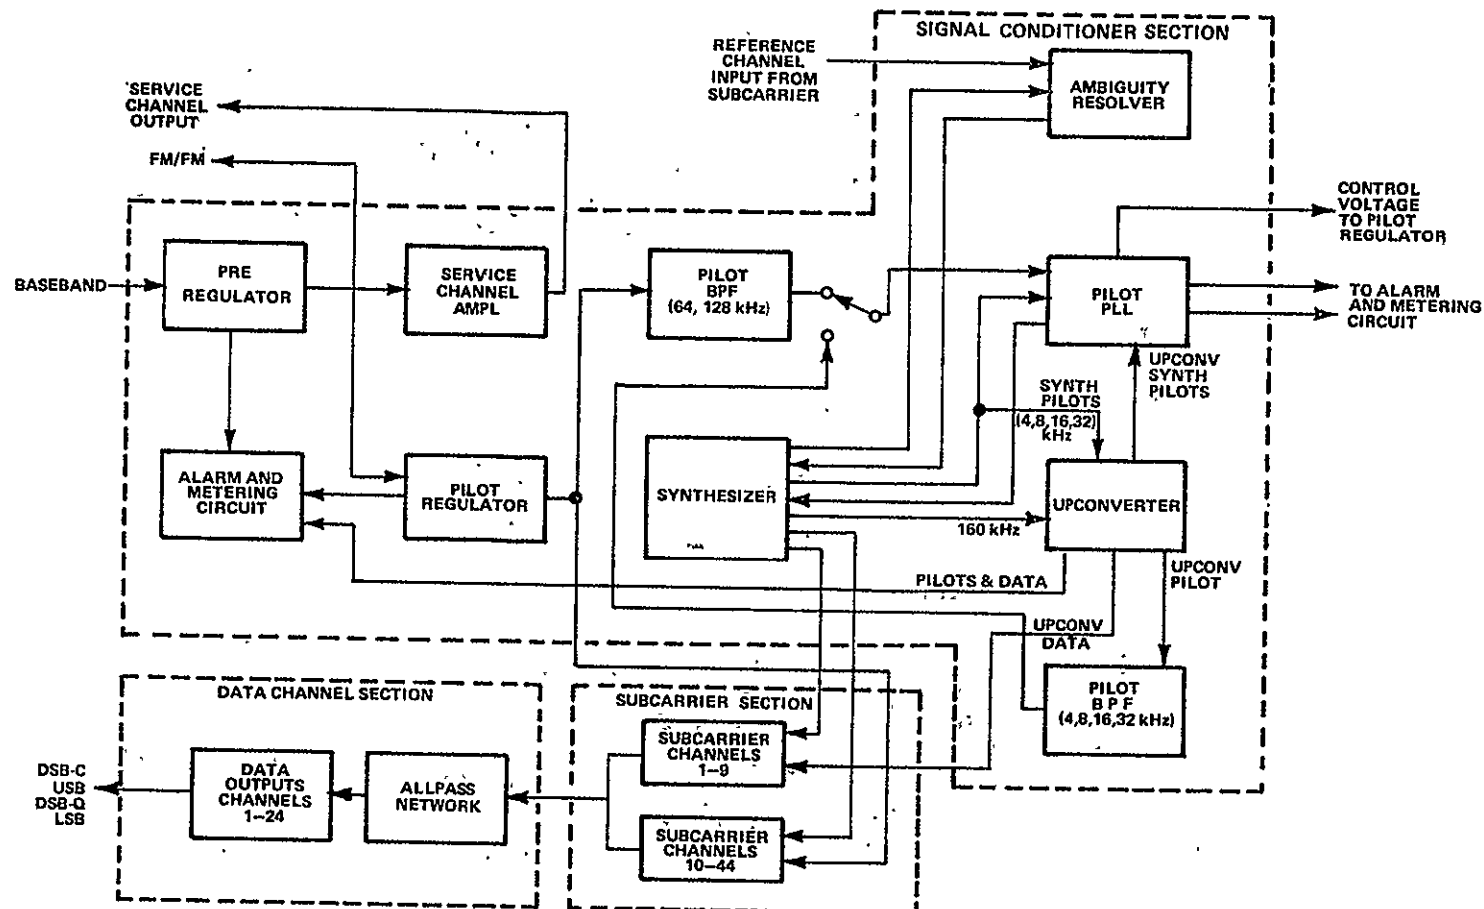 SIGNAL CONDITIONER SECTION
REFERENCE
CHANNEL
INPUT FROM
SUBCARRIER
AMBIGUITY
RESOLVER
SERVICE
CHANNEL
OUTPUT
FM/FM
CONTROL
VOLTAGE
TO PILOT
REGULATOR
BASEBAND
PRE
REGULATOR
SERVICE
CHANNEL
AMPL
PILOT
BPF
(64, 128 kHz)
PILOT
PLL
TO ALARM
AND METERING
CIRCUIT
UPCONV
SYNTH
PILOTS
SYNTH
PILOTS
(4,8,16,32)
kHz
ALARM AND
METERING
CIRCUIT
PILOT
REGULATOR
SYNTHESIZER
UPCONVERTER
160 kHz
PILOTS & DATA
UPCONV
PILOT
UPCONV
DATA
PILOT
B P F
(4,8,16,32 kHz)
DATA CHANNEL SECTION
SUBCARRIER SECTION
SUBCARRIER
CHANNELS
1-9
DSB-C
USB
DSB-Q
LSB
DATA
OUTPUTS
CHANNELS
1-24
ALLPASS
NETWORK
SUBCARRIER
CHANNELS
10-44